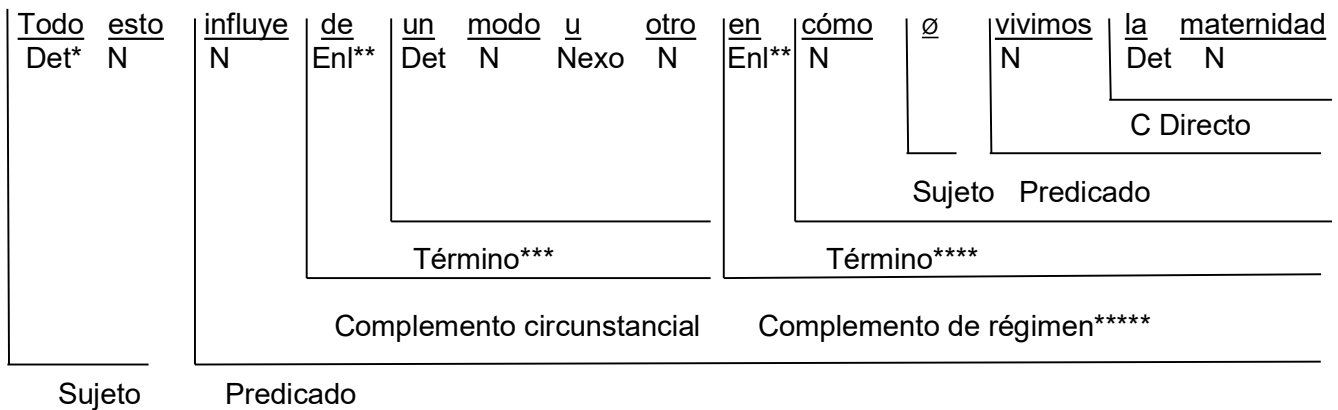 Todo esto influye de un modo u otro en cómo ø vivimos la maternidad
Det* N N Enl** Det N Nexo N Enl** N N Det N
C Directo
Sujeto Predicado
Término*** Término****
Complemento circunstancial Complemento de régimen*****
Sujeto Predicado